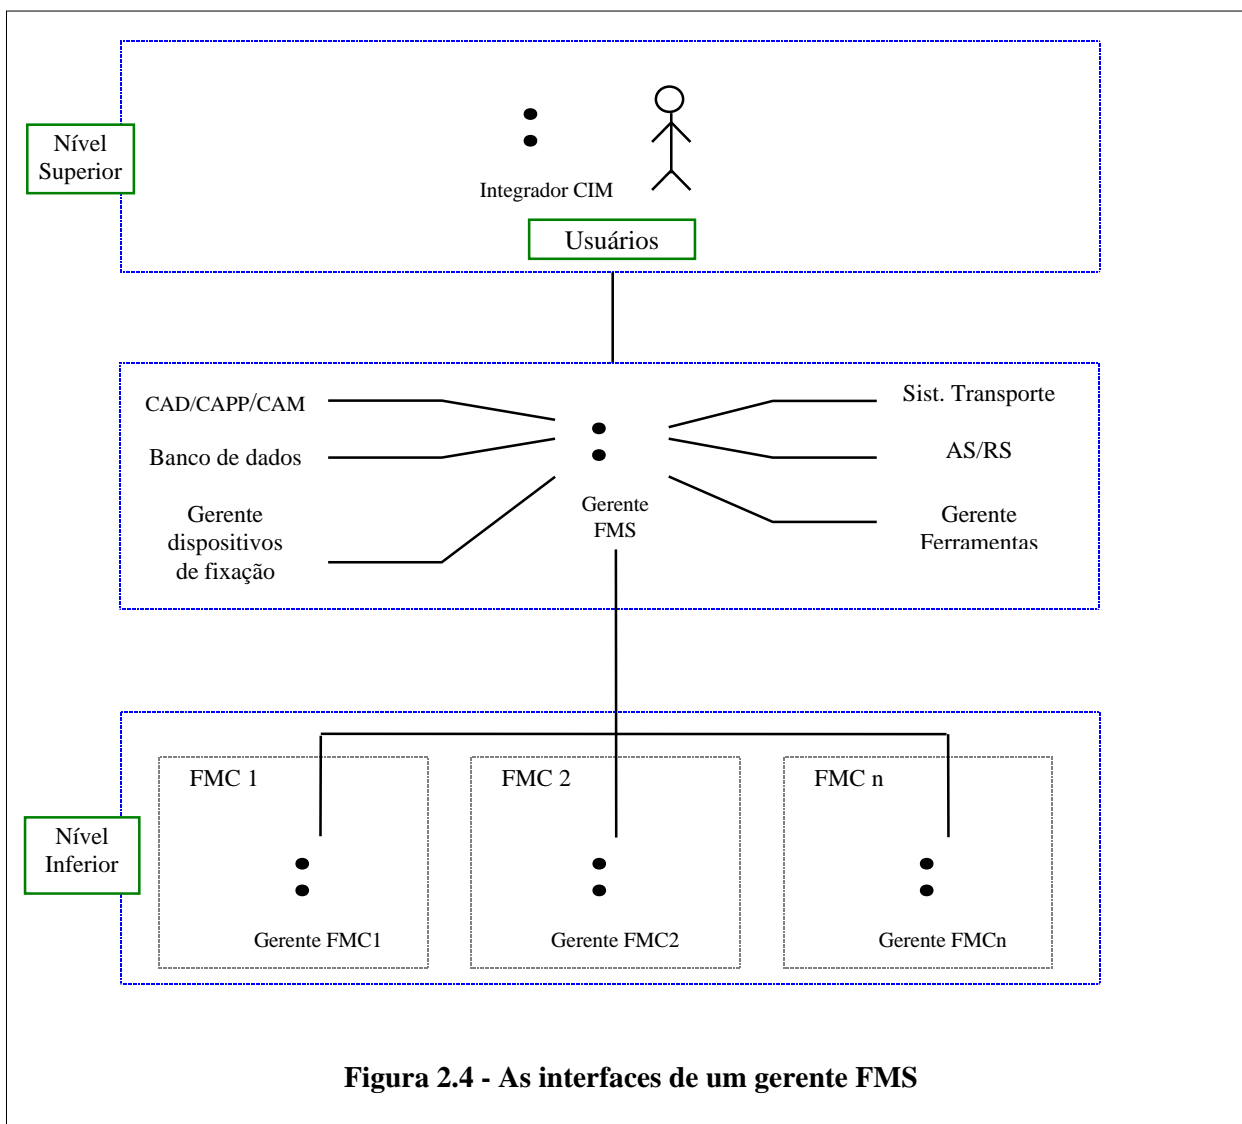 Nível
Superior
Integrador CIM
Usuários
CAD/CAPP/CAM
Banco de dados
Gerente
dispositivos
de fixação
Gerente
FMS
Sist. Transporte
AS/RS
Gerente
Ferramentas
Nível
Inferior
FMC 1
FMC 2
FMC n
Gerente FMC1
Gerente FMC2
Gerente FMCn
Figura 2.4 - As interfaces de um gerente FMS